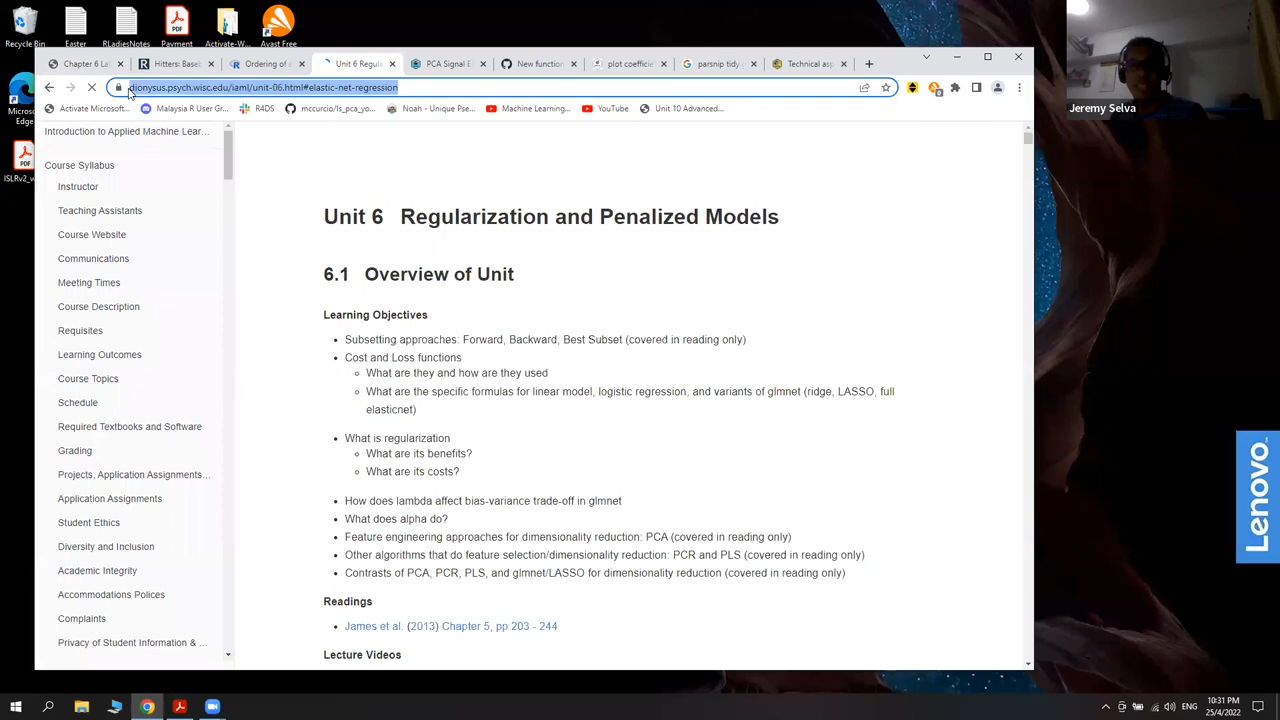 Recycle Bin
Easter
RLadiesNotes
Payment
Activate-W...
Avast Free
Chapter 6 La
Hitters: Baseb
Ordering of
Unit 6 Regula
PCA Signal E
New function
plot coefficie
parsnip tidy.
Technical asp
dionysus.psych.wisc.edu/iaml/unit-06.html#elastic-net-regression
Activate Microsoft...
Malaysia R User Gr...
R4DS
mccurcio/ls_pca_yo...
Noah - Unique Pse...
Machine Learning...
YouTube
Unit 10 Advanced...
Jeremy Selva
Microsoft
Edge
ISLRv2_w
Introduction to Applied Machine Lear...
Course Syllabus
Instructor
Teaching Assistants
Course Website
Communications
Meeting Times
Course Description
Requisites
Learning Outcomes
Course Topics
Schedule
Required Textbooks and Software
Grading
Projects, Application Assignments...
Application Assignments
Student Ethics
Diversity and Inclusion
Academic Integrity
Accommodations Polices
Complaints
Privacy of Student Information & ...
Unit 6 Regularization and Penalized Models
6.1 Overview of Unit
Learning Objectives
• Subsetting approaches: Forward, Backward, Best Subset (covered in reading only)
• Cost and Loss functions
What are they and how are they used
What are the specific formulas for linear model, logistic regression, and variants of glmnet (ridge, LASSO, full
elasticnet)
• What is regularization
What are its benefits?
What are its costs?
• How does lambda affect bias-variance trade-off in glmnet
• What does alpha do?
• Feature engineering approaches for dimensionality reduction: PCA (covered in reading only)
• Other algorithms that do feature selection/dimensionality reduction: PCR and PLS (covered in reading only)
• Contrasts of PCA, PCR, PLS, and glmnet/LASSO for dimensionality reduction (covered in reading only)
Readings
• James et al. (2013) Chapter 5, pp 203 - 244
Lecture Videos
Lenovo
ENG
10:31 PM
25/4/2022